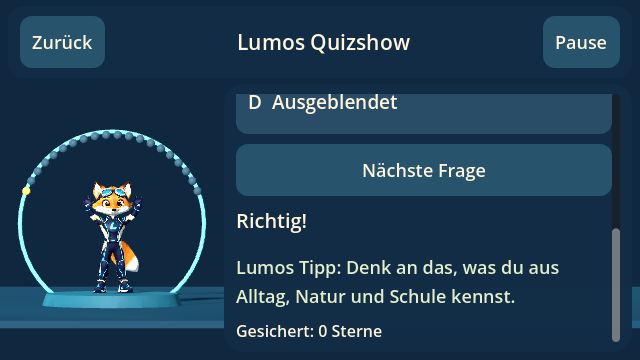 Zurück
Lumos Quizshow
Pause
D Ausgeblendet
Nächste Frage
Richtig!
Lumos Tipp: Denk an das, was du aus
Alltag, Natur und Schule kennst.
Gesichert: 0 Sterne